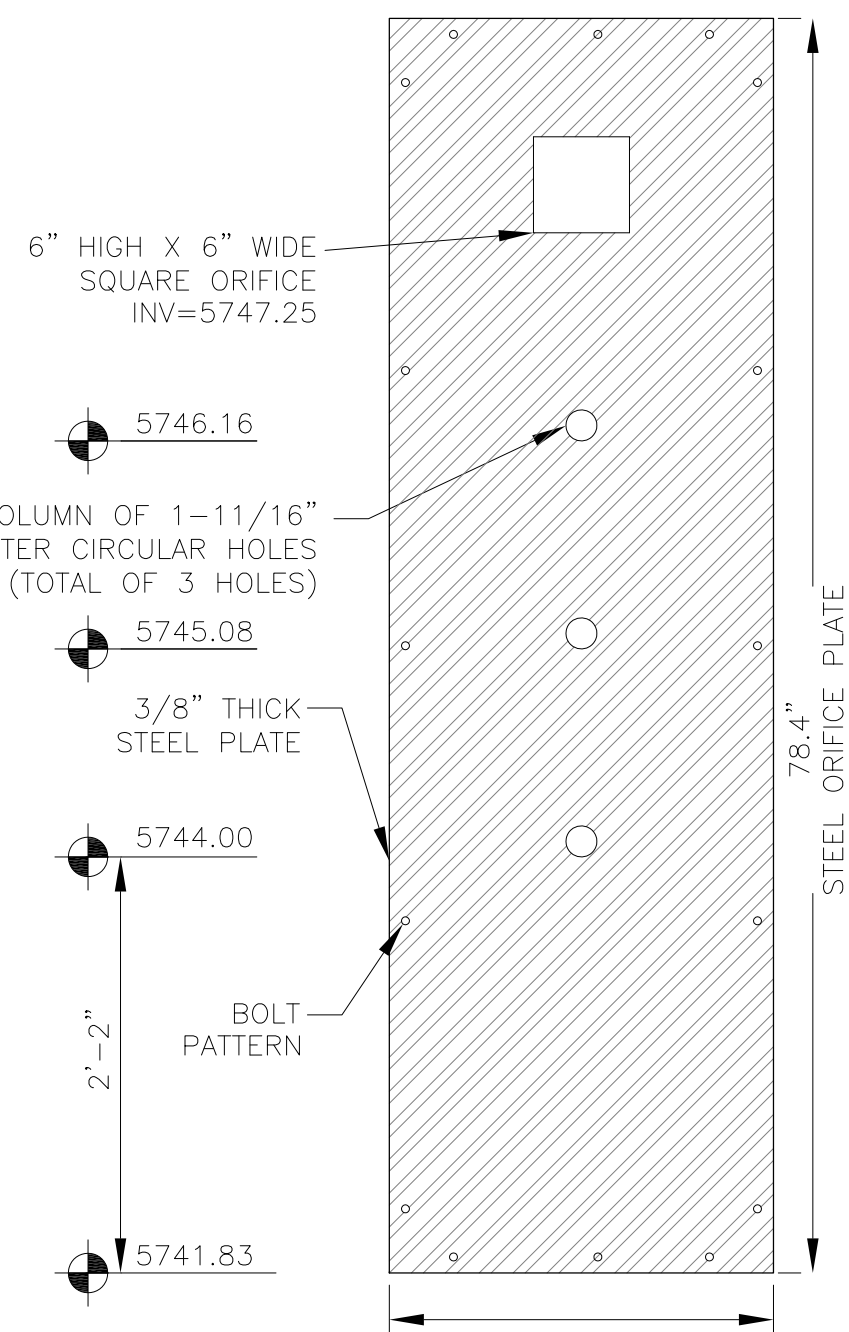 6” HIGH X 6” WIDE
SQUARE ORIFICE
INV=5747.25
5746.16
OF 1–11/16”
CIRCULAR HOLES
(TOTAL OF 3 HOLES)
5745.08
3/8” THICK
STEEL PLATE
78.4”
STEEL ORIFICE PLATE
5744.00
BOLT
PATTERN
2’–2”
5741.83